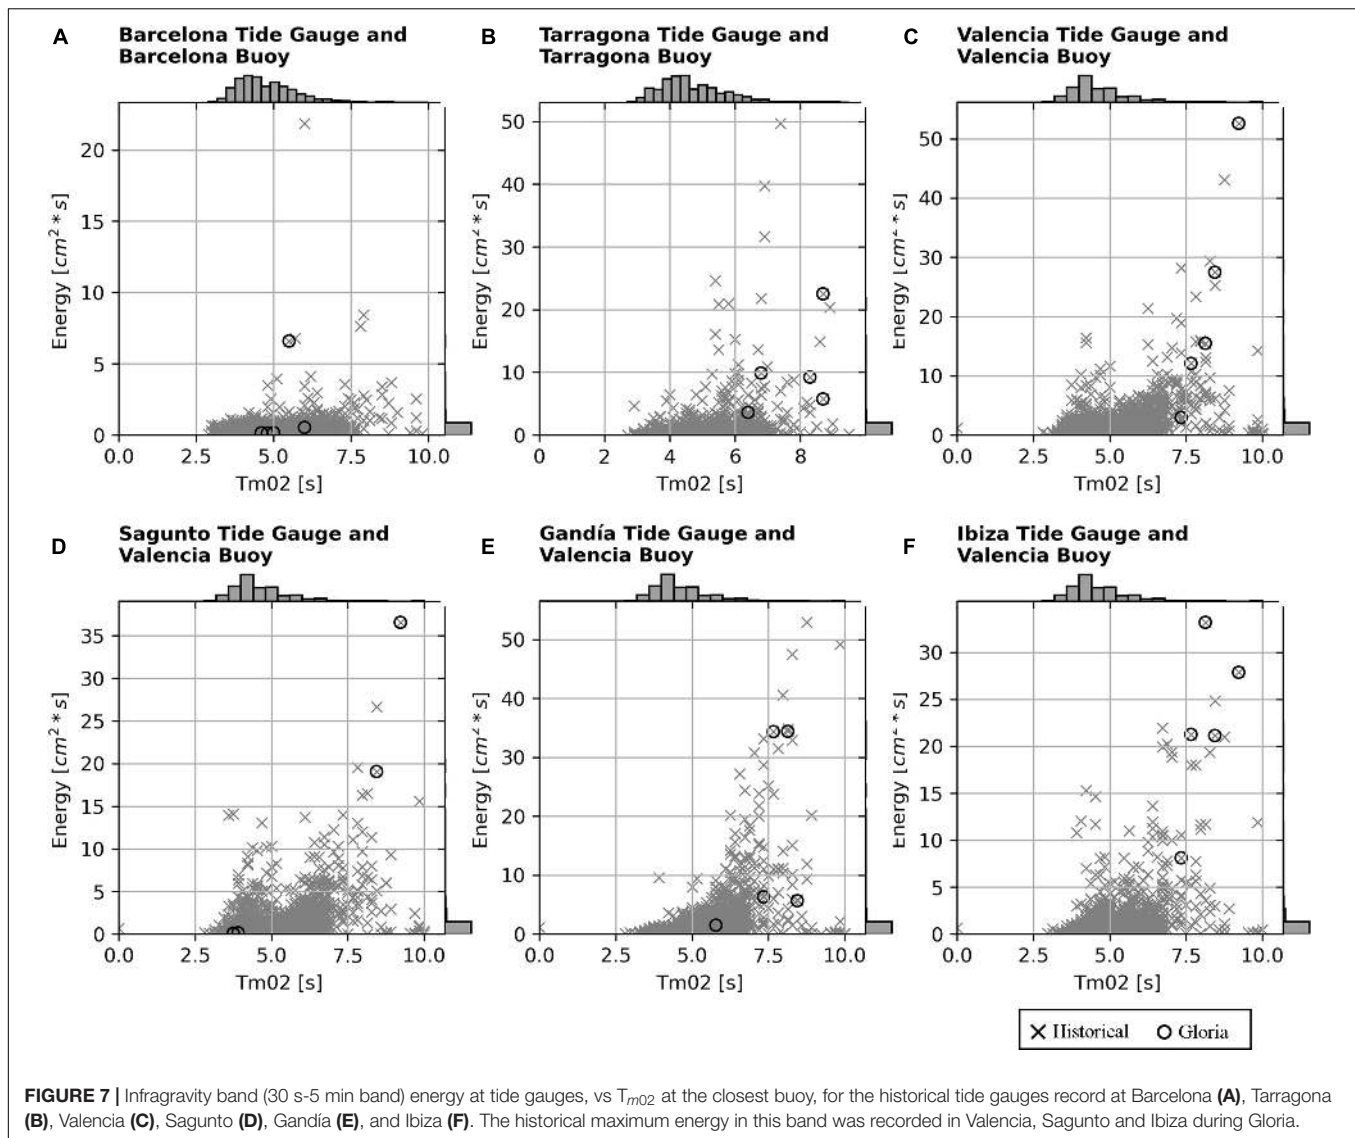 A
Barcelona Tide Gauge and
Barcelona Buoy
20
15
10
5
0
Energy [cm² * s]
0.0 2.5 5.0 7.5 10.0
Tm02 [s]
B
Tarragona Tide Gauge and
Tarragona Buoy
50
40
30
20
10
0
Energy [cm² * s]
0 2 4 6 8
Tm02 [s]
C
Valencia Tide Gauge and
Valencia Buoy
50
40
30
20
10
0
Energy [cm² * s]
0.0 2.5 5.0 7.5 10.0
Tm02 [s]
D
Sagunto Tide Gauge and
Valencia Buoy
35
30
25
20
15
10
5
0
Energy [cm² * s]
0.0 2.5 5.0 7.5 10.0
Tm02 [s]
E
Gandía Tide Gauge and
Valencia Buoy
50
40
30
20
10
0
Energy [cm² * s]
0.0 2.5 5.0 7.5 10.0
Tm02 [s]
F
Ibiza Tide Gauge and
Valencia Buoy
30
25
20
15
10
5
0
Energy [cm² * s]
0.0 2.5 5.0 7.5 10.0
Tm02 [s]
Historical Gloria
FIGURE 7 | Infragravity band (30 s-5 min band) energy at tide gauges, vs Tm02 at the closest buoy, for the historical tide gauges record at Barcelona (A), Tarragona
(B), Valencia (C), Sagunto (D), Gandía (E), and Ibiza (F). The historical maximum energy in this band was recorded in Valencia, Sagunto and Ibiza during Gloria.